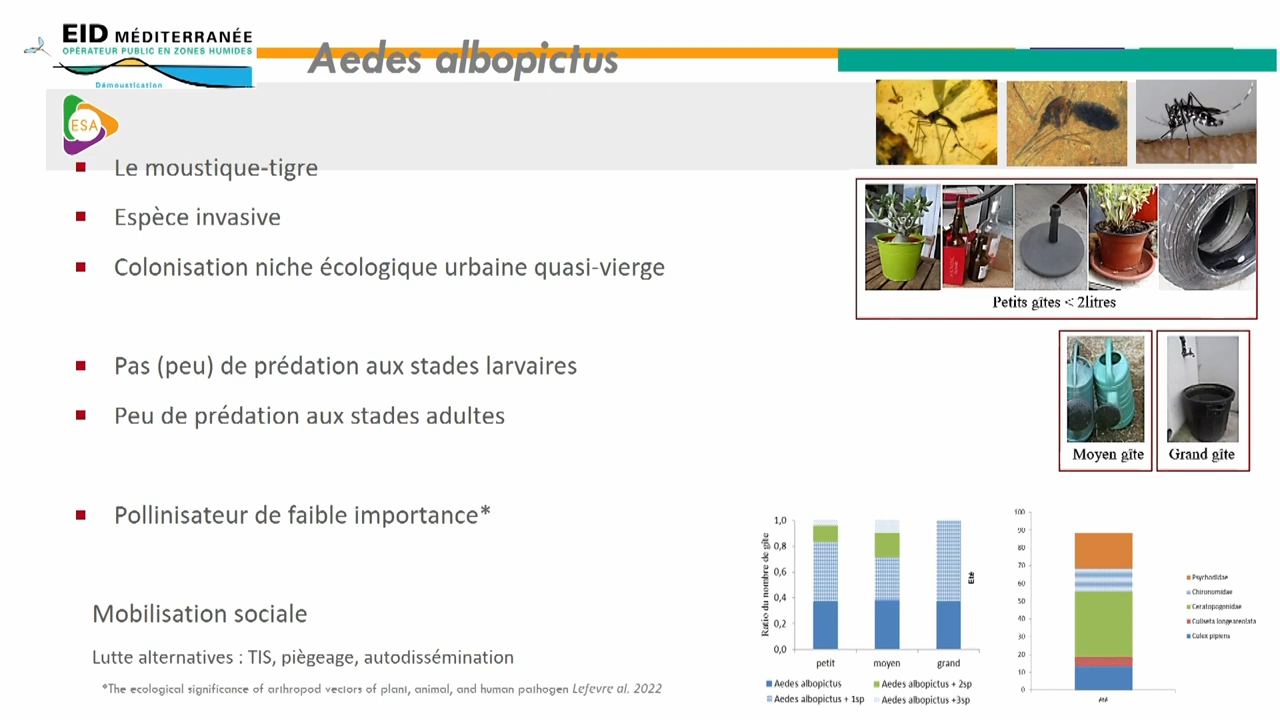 EID MÉDITERRANÉE
OPÉRATEUR PUBLIC EN ZONES HUMIDES
Démoustication
Aedes albopictus
ESA
Le moustique-tigre
Espèce invasive
Colonisation niche écologique urbaine quasi-vierge
Pas (peu) de prédation aux stades larvaires
Peu de prédation aux stades adultes
Pollinisateur de faible importance*
Mobilisation sociale
Lutte alternatives : TIS, piègeage, autodissémination
*The ecological significance of arthropod vectors of plant, animal, and human pathogen Lefevre al. 2022
Petits gîtes < 2litres
Moyen gîte
Grand gîte
Ratio du nombre de gîte
1,0
0,8
0,6
0,4
0,2
0,0
petit moyen grand
Eté
Aedes albopictus
Aedes albopictus + 2sp
Aedes albopictus + 1sp
Aedes albopictus +3sp
100
90
80
70
60
50
40
30
20
10
0
été
Psychodidae
Chironomidae
Ceratopogonidae
Culiseta longeareolata
Culex pipiens